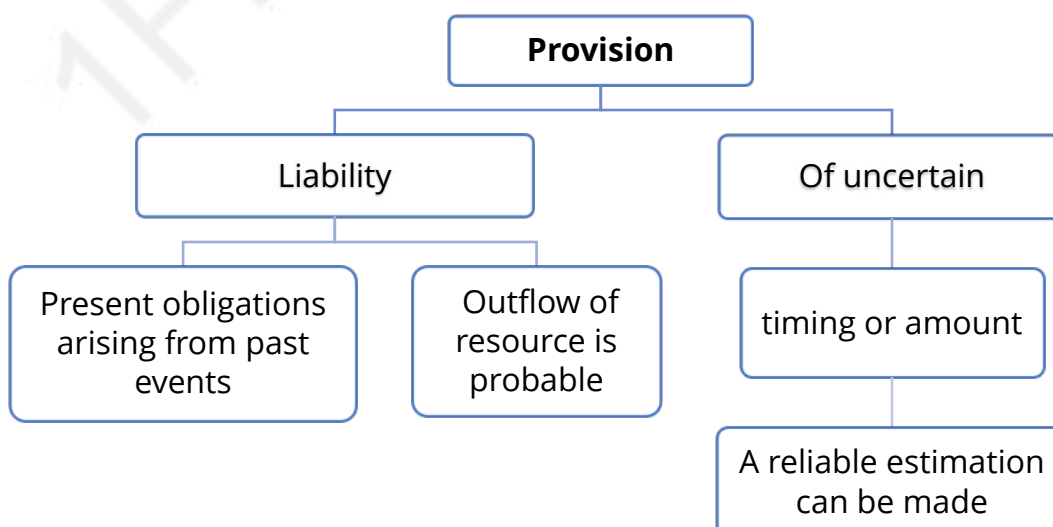 Provision
Liability
Of uncertain
Present obligations
arising from past
events
Outflow of
resource is
probable
timing or amount
A reliable estimation
can be made